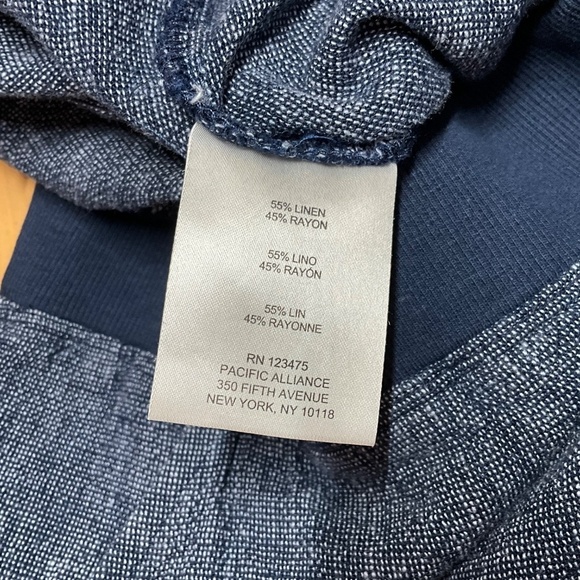 55% LINEN
45% RAYON
55% LINO
45% RAYÓN
55% LIN
45% RAYONNE
RN 123475
PACIFIC ALLIANCE
350 FIFTH AVENUE
NEW YORK, NY 10118